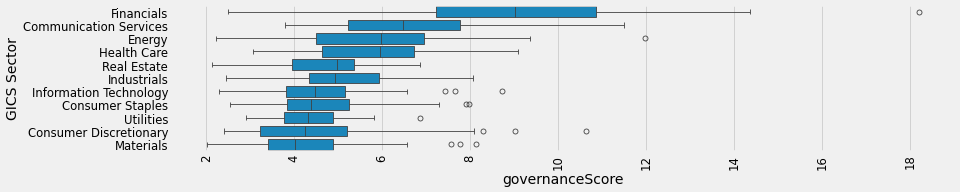 GICS Sector
Financials
Communication Services
Energy
Health Care
Real Estate
Industrials
Information Technology
Consumer Staples
Utilities
Consumer Discretionary
Materials
2 4 6 8 10 12 14 16 18
governanceScore